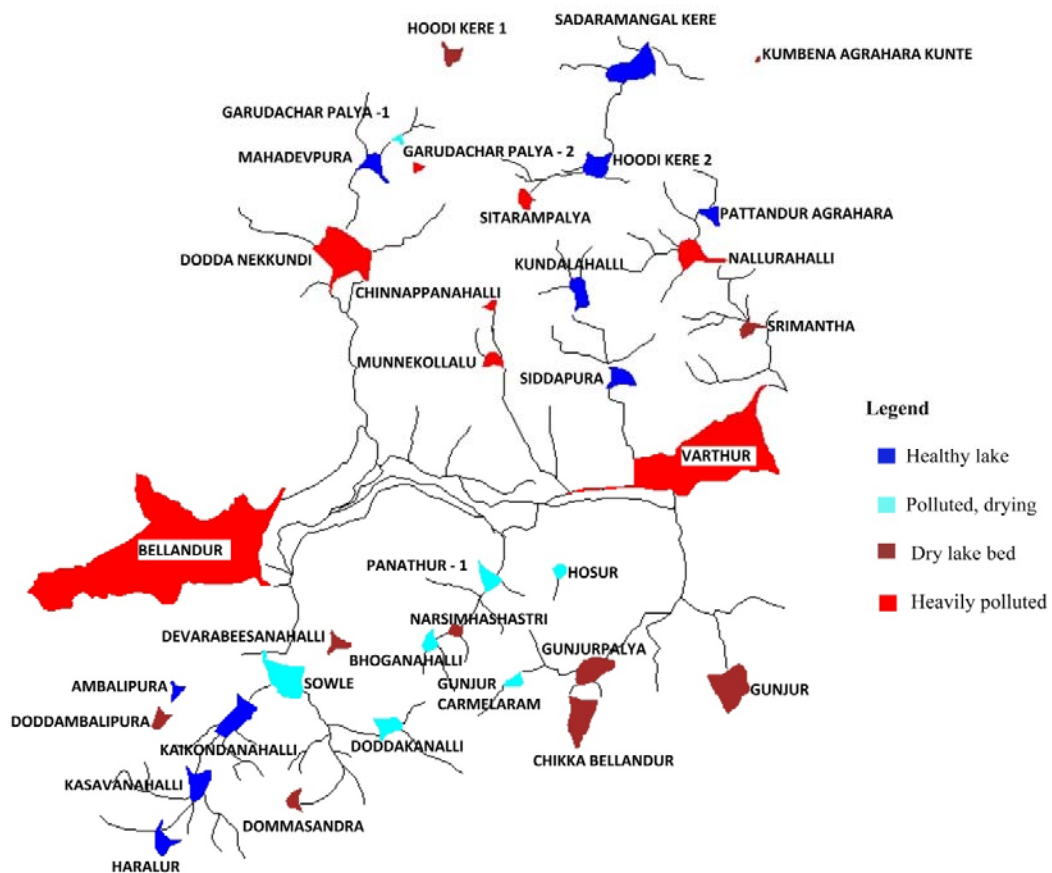 HOODI KERE 1
SADARAMANGAL KERE
KUMBENA AGRAHARA KUNTE
GARUDACHAR PALYA -1
MAHADEVPURA
GARUDACHAR PALYA - 2
HOODI KERE 2
SITARAMPALYA
PATTANDUR AGRAHARA
DODDA NEKKUNDI
KUNDALAHALLI
NALLURAHALLI
CHINNAPPANAHALLI
SRIMANTHA
MUNNEKOLLALU
SIDDAPURA
Legend
VARTHUR
Healthy lake
Polluted, drying
BELLANDUR
Dry lake bed
PANATHUR - 1
HOSUR
Heavily polluted
NARSIMHASHASTRI
DEVARABEESANAHALLI
BHOGANAHALLI
GUNJURPALYA
AMBALIPURA
SOWLE
GUNJUR
CARMELARAM
GUNJUR
DODDAMBALIPURA
KAIKONDANAHALLI
DODDAKANALLI
CHIKKA BELLANDUR
KASAVANAHALLI
DOMMASANDRA
HARALUR